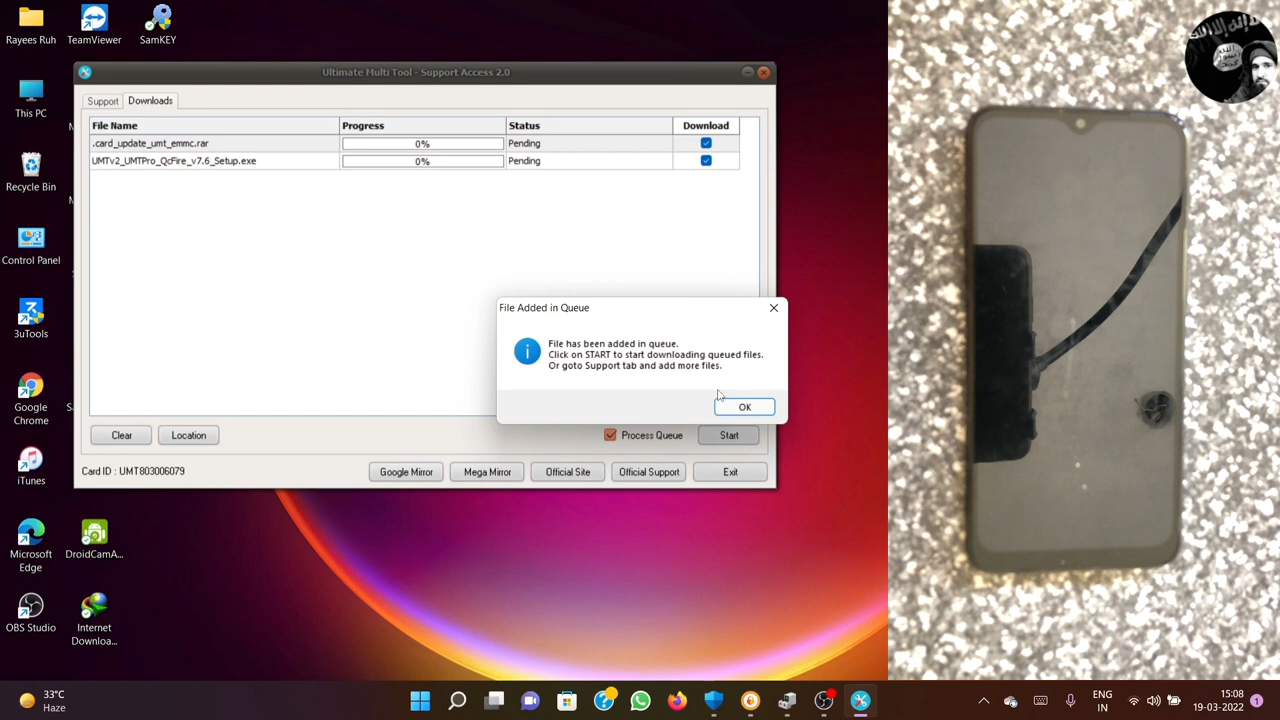 Rayees Ruh
TeamViewer
SamKEY
This PC
Recycle Bin
Control Panel
3uTools
Google
Chrome
iTunes
Microsoft
Edge
DroidCamA...
OBS Studio
Internet
Downloa...
Ultimate Multi Tool - Support Access 2.0
Support
Downloads
File Name Progress Status Download
.card_update_umt_emmc.rar 0% Pending
UMTv2_UMTPro_QcFire_v7.6_Setup.exe 0% Pending
File Added in Queue
File has been added in queue.
Click on START to start downloading queued files.
Or goto Support tab and add more files.
OK
Clear
Location
Process Queue
Start
Card ID : UMT803006079
Google Mirror
Mega Mirror
Official Site
Official Support
Exit
33°C
Haze
ENG
IN
15:08
19-03-2022
1